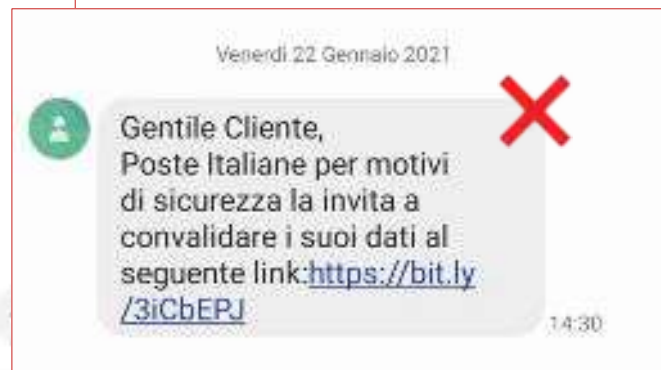 Venerdì 22 Gennaio 2021
Gentile Cliente,
Poste Italiane per motivi
di sicurezza la invita a
convalidare i suoi dati al
seguente link:https://bit.ly
/3iCbEPJ
14:30